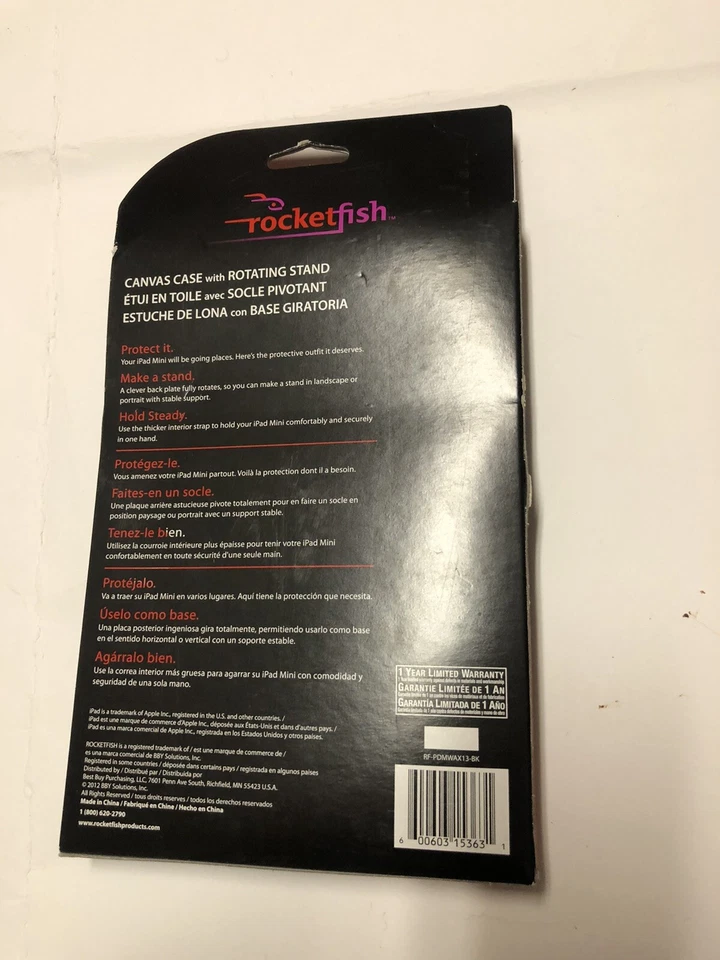 rocketfish™
CANVAS CASE with ROTATING STAND
ÉTUI EN TOILE avec SOCLE PIVOTANT
ESTUCHE DE LONA con BASE GIRATORIA
Protect it.
Your iPad Mini will be going places. Here's the protective outfit it deserves.
Make a stand.
A clever back plate fully rotates, so you can make a stand in landscape or
portrait with stable support.
Hold Steady.
Use the thicker interior strap to hold your iPad Mini comfortably and securely
in one hand.
Protégez-le.
Vous amenez votre iPad Mini partout. Voilà la protection dont il a besoin.
Faites-en un socle.
Une plaque arrière astucieuse pivote totalement pour en faire un socle en
position paysage ou portrait avec un support stable.
Tenez-le bien.
Utilisez la courroie intérieure plus épaisse pour tenir votre iPad Mini
confortablement en toute sécurité d'une seule main.
Protéjalo.
Va a traer su iPad Mini en varios lugares. Aquí tiene la protección que necesita.
Úselo como base.
Una placa posterior ingeniosa gira totalmente, permitiendo usarlo como base
en el sentido horizontal o vertical con un soporte estable.
Agárralo bien.
Use la correa interior más gruesa para agarrar su iPad Mini con comodidad y
seguridad de una sola mano.
iPad is a trademark of Apple Inc., registered in the U.S. and other countries. /
iPad est une marque de commerce d'Apple Inc., déposée aux États-Unis et dans d'autres pays. /
iPad es una marca comercial de Apple Inc., registrada en los Estados Unidos y otros países.
ROCKETFISH is a registered trademark of / est une marque de commerce de /
es una marca comercial de BBY Solutions, Inc.
Registered in some countries / déposée dans certains pays / registrada en algunos países
Distributed by / Distribué par / Distribuida por
Best Buy Purchasing, LLC, 7601 Penn Ave South, Richfield, MN 55423 U.S.A.
© 2012 BBY Solutions, Inc.
All Rights Reserved / tous droits reserves / todos los derechos reservados
Made in China / Fabriqué en Chine / Hecho en China
1 (800) 620-2790
www.rocketfishproducts.com
1 YEAR LIMITED WARRANTY
GARANTIE LIMITÉE DE 1 AN
GARANTÍA LIMITADA DE 1 AÑO
RF-PDMWAX13-BK
6 00603 15363 1